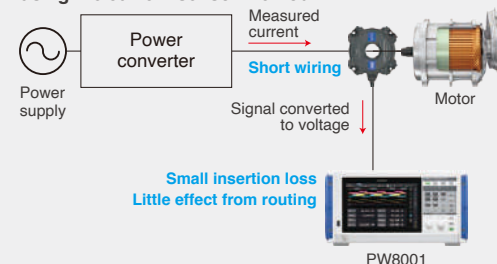 Measured
current
Power
converter
Short wiring
Power
supply
Motor
Signal converted
to voltage
Small insertion loss
Little effect from routing
PW8001